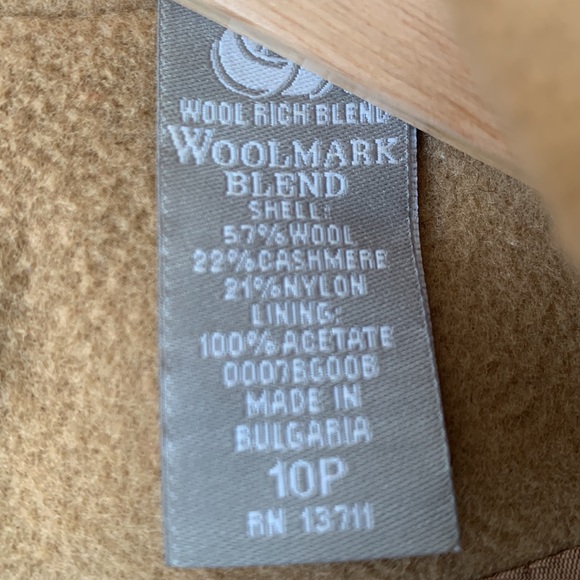 WOOL RICH BLEND
WOOLMARK
BLEND
SHELL:
57% WOOL
22% CASHMERE
21% NYLON
LINING:
100% ACETATE
0007BG00B
MADE IN
BULGARIA
10P
RN 13711